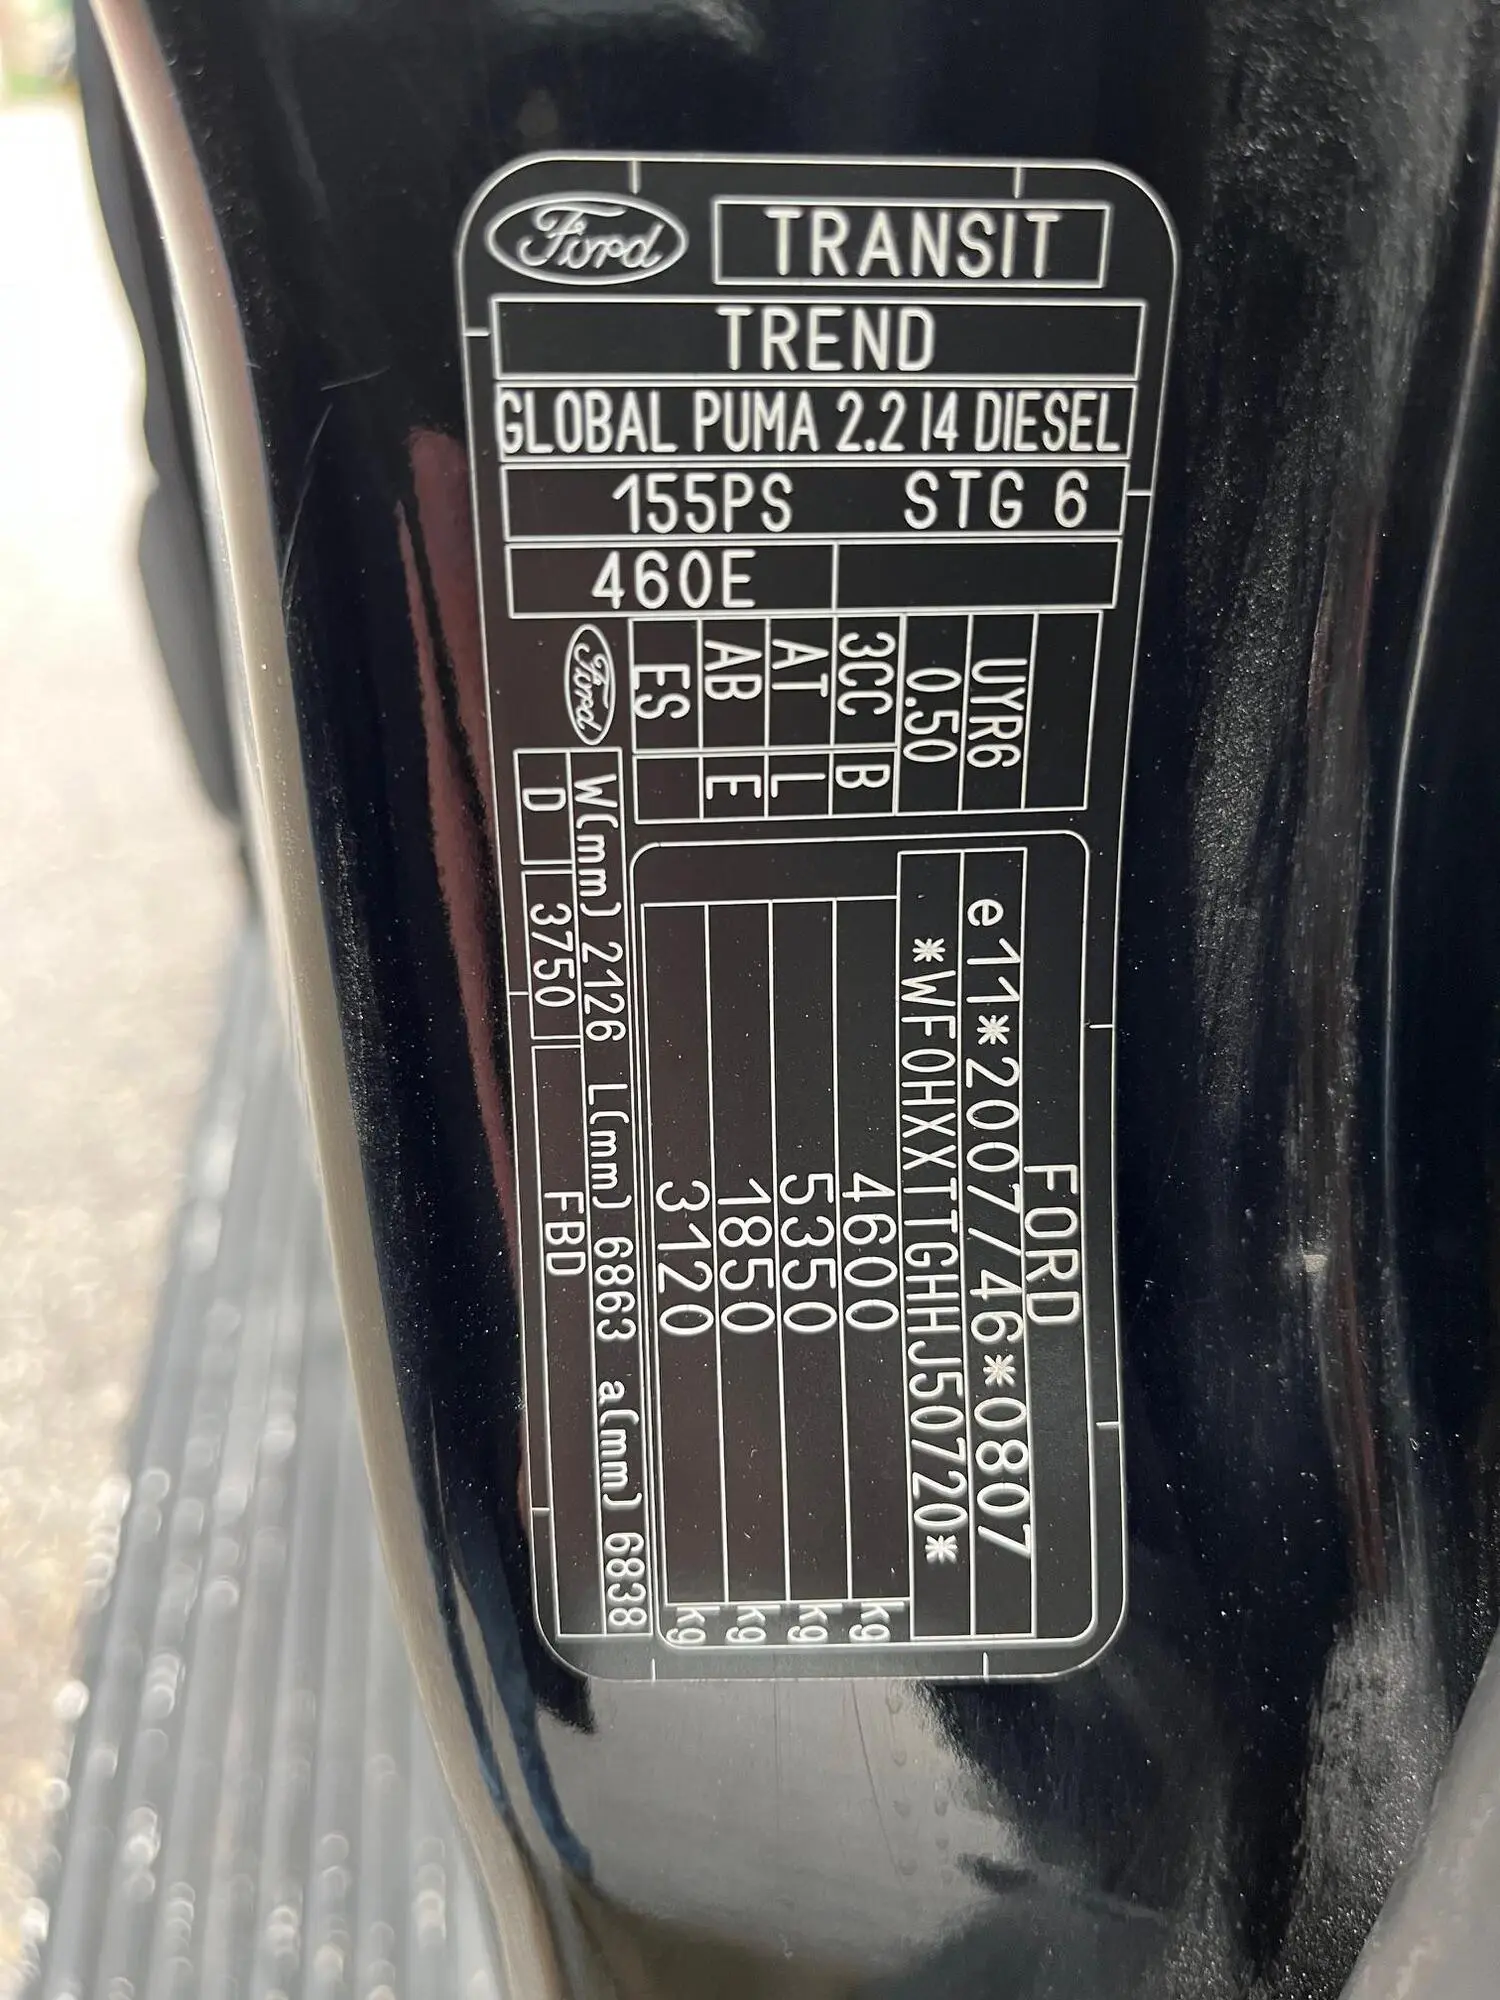 Ford TRANSIT
TREND
GLOBAL PUMA 2.2 I4 DIESEL
155PS STG 6
460E
UYR6
0.50
3CC B
AT L
AB E
ES
Ford
FORD
e11*2007/46*0807
*WF0HXXTTGHHJ50720*
4600 kg
5350 kg
1850 kg
3120 kg
W(mm) 2126 L(mm) 6863 a(mm) 6838
D 3750 FBD